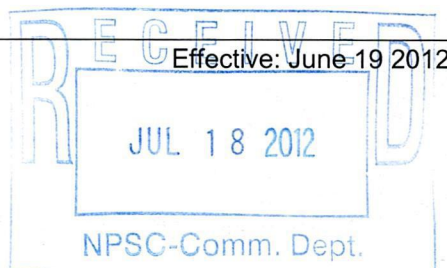 RECEIVED
Effective: June 19 2012
JUL 18 2012
NPSC-Comm. Dept.